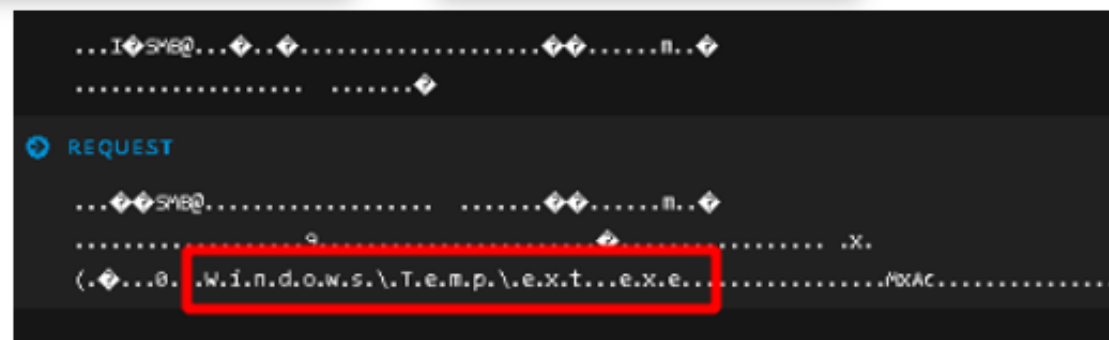 ...I�SMB@...�..�....................��......m..�
................... .......�
REQUEST
...��SMB@................... .......��......m..�
...................9.......................�................. .x.
(.�...0...W.i.n.d.o.w.s.\.T.e.m.p.\.e.x.t...e.x.e.................MxAc...............